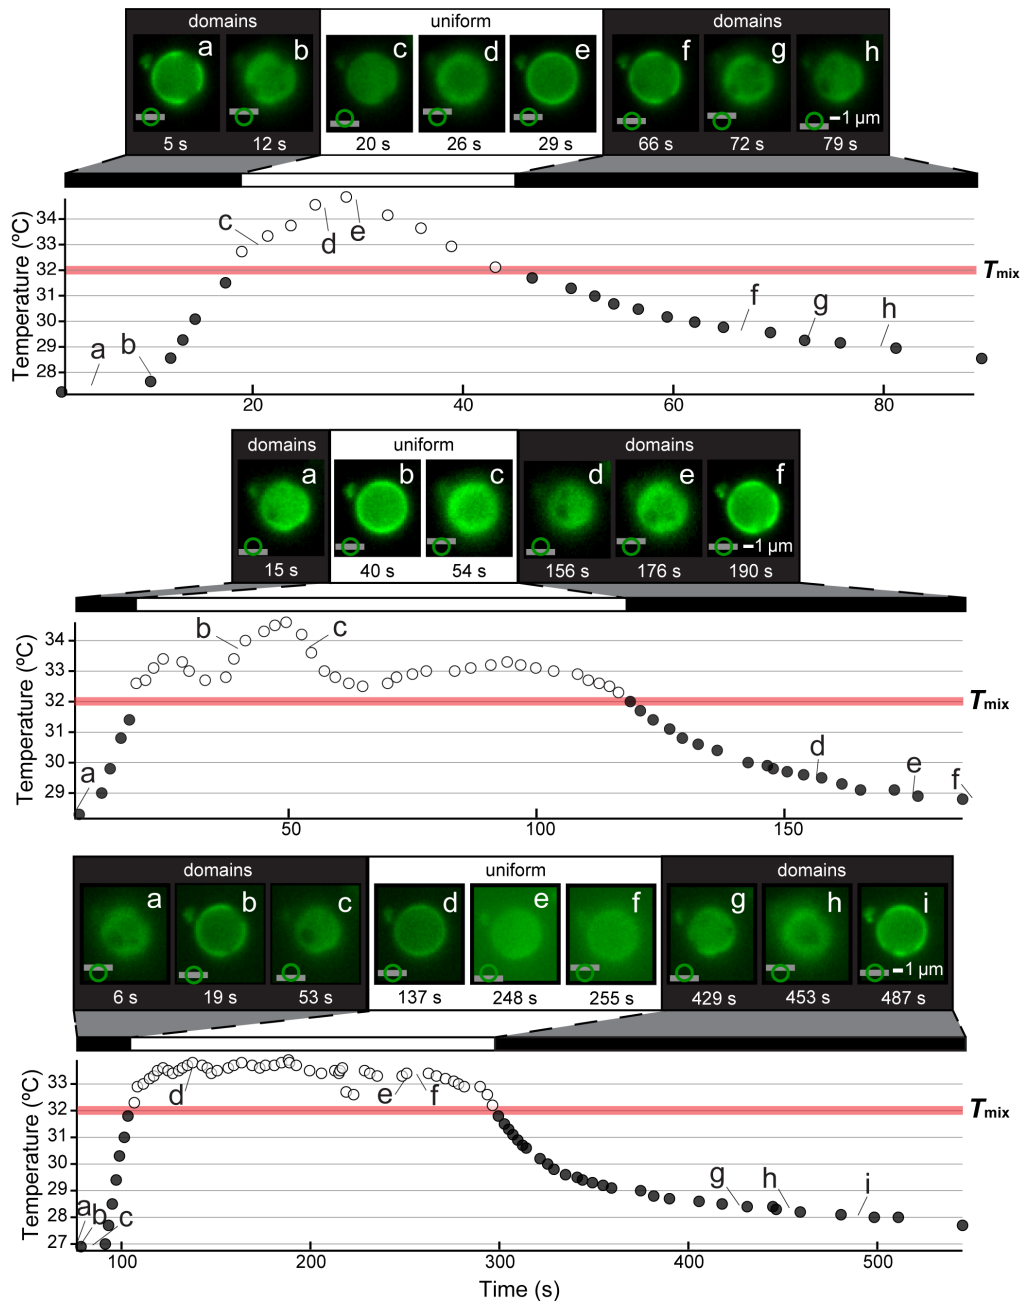 domains uniform domains
a b c d e f g h
1 µm
5 s 12 s 20 s 26 s 29 s 66 s 72 s 79 s
Temperature (ºC)
34
33
32
31
30
29
28
a b c d e f g h
Tmix
20 40 60 80
domains uniform domains
a b c d e f
1 µm
15 s 40 s 54 s 156 s 176 s 190 s
Temperature (ºC)
34
33
32
31
30
29
a b c d e f
Tmix
50 100 150
domains uniform domains
a b c d e f g h i
1 µm
6 s 19 s 53 s 137 s 248 s 255 s 429 s 453 s 487 s
Temperature (ºC)
33
32
31
30
29
28
27
a b c d e f g h i
Tmix
100 200 300 400 500
Time (s)